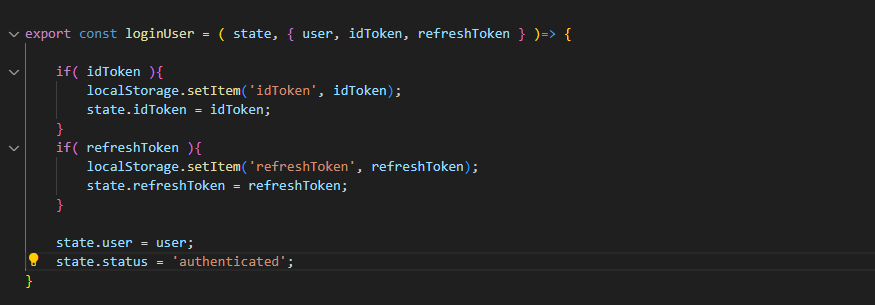 export const loginUser = ( state, { user, idToken, refreshToken } )=> {
if( idToken ){
localStorage.setItem('idToken', idToken);
state.idToken = idToken;
}
if( refreshToken ){
localStorage.setItem('refreshToken', refreshToken);
state.refreshToken = refreshToken;
}
state.user = user;
state.status = 'authenticated';
}